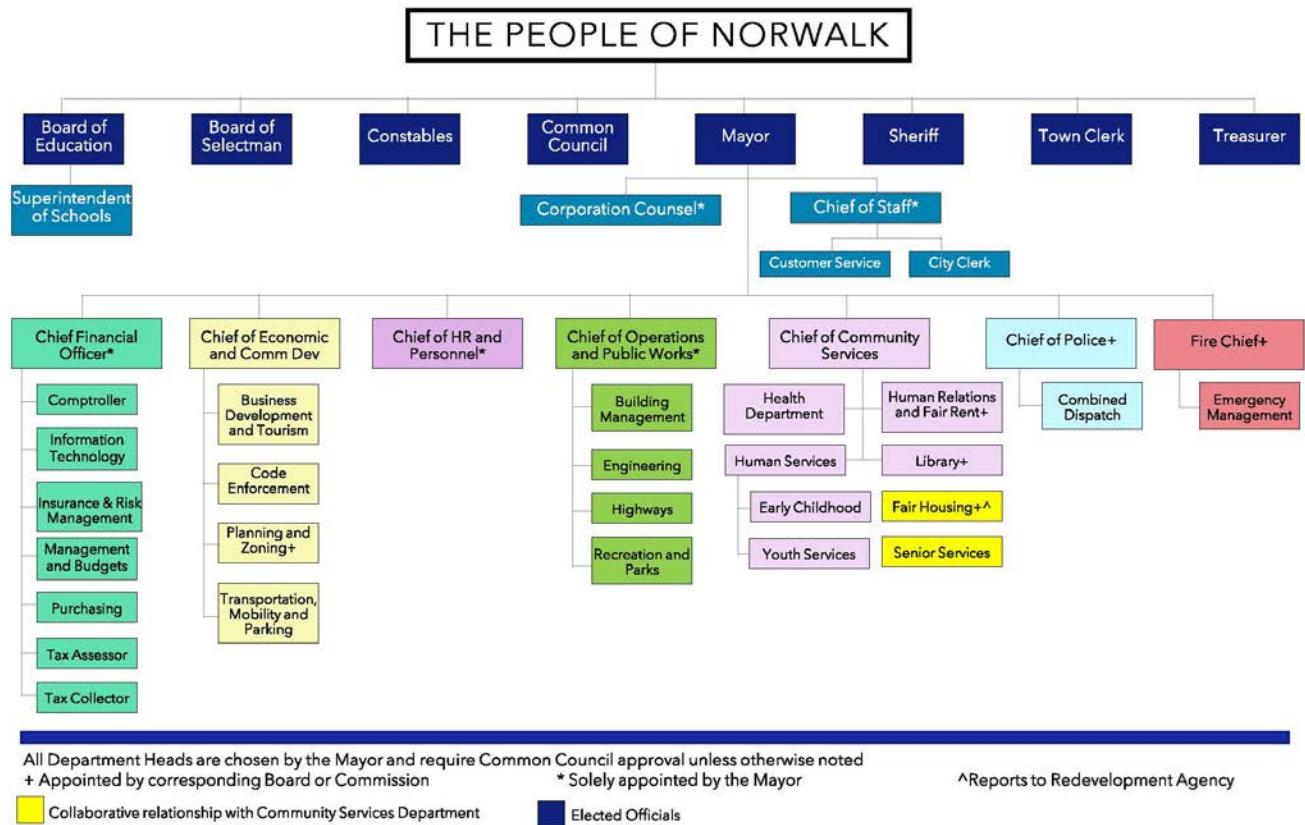 THE PEOPLE OF NORWALK
Board of
Education
Board of
Selectman
Constables
Common
Council
Mayor
Sheriff
Town Clerk
Treasurer
Superintendent
of Schools
Corporation Counsel*
Chief of Staff*
Customer Service
City Clerk
Chief Financial
Officer*
Comptroller
Information
Technology
Insurance & Risk
Management
Management
and Budgets
Purchasing
Tax Assessor
Tax Collector
Chief of Economic
and Comm Dev
Business
Development
and Tourism
Code
Enforcement
Planning and
Zoning+
Transportation,
Mobility and
Parking
Chief of HR and
Personnel*
Chief of Operations
and Public Works*
Building
Management
Engineering
Highways
Recreation and
Parks
Chief of Community
Services
Health
Department
Human Relations
and Fair Rent+
Human Services
Library+
Early Childhood
Fair Housing+^
Youth Services
Senior Services
Chief of Police+
Combined
Dispatch
Fire Chief+
Emergency
Management
All Department Heads are chosen by the Mayor and require Common Council approval unless otherwise noted
+ Appointed by corresponding Board or Commission
* Solely appointed by the Mayor
^Reports to Redevelopment Agency
Collaborative relationship with Community Services Department
Elected Officials